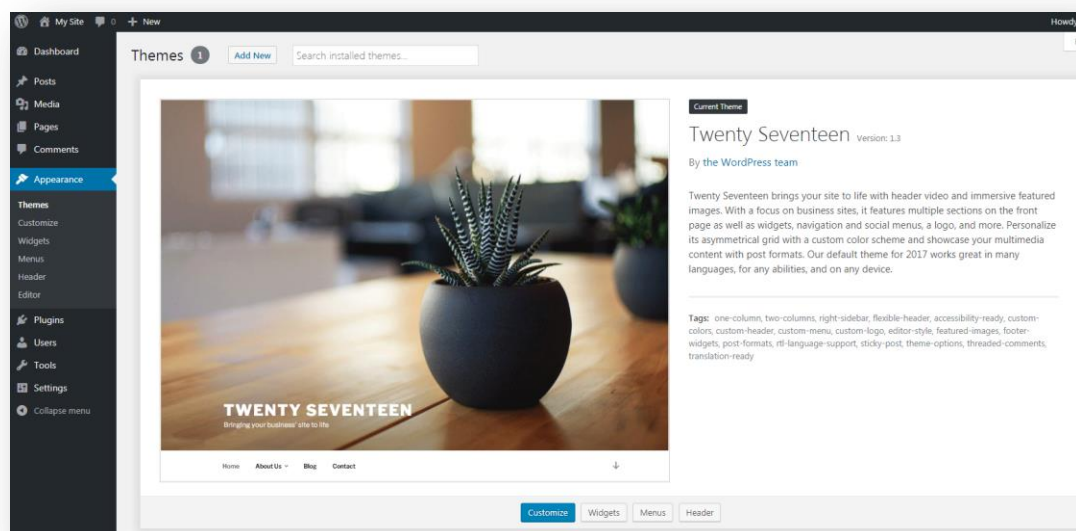 My Site 0 + New Howdy
Dashboard
Posts
Media
Pages
Comments
Appearance
Themes
Customize
Widgets
Menus
Header
Editor
Plugins
Users
Tools
Settings
Collapse menu
Themes 1 Add New Search installed themes...
TWENTY SEVENTEEN
Bringing your business' site to life
Home About Us Blog Contact
Current Theme
Twenty Seventeen Version: 1.3
By the WordPress team
Twenty Seventeen brings your site to life with header video and immersive featured
images. With a focus on business sites, it features multiple sections on the front
page as well as widgets, navigation and social menus, a logo, and more. Personalize
its asymmetrical grid with a custom color scheme and showcase your multimedia
content with post formats. Our default theme for 2017 works great in many
languages, for any abilities, and on any device.
Tags: one-column, two-columns, right-sidebar, flexible-header, accessibility-ready, custom-
colors, custom-header, custom-menu, custom-logo, editor-style, featured-images, footer-
widgets, post-formats, rtl-language-support, sticky-post, theme-options, threaded-comments,
translation-ready
Customize Widgets Menus Header